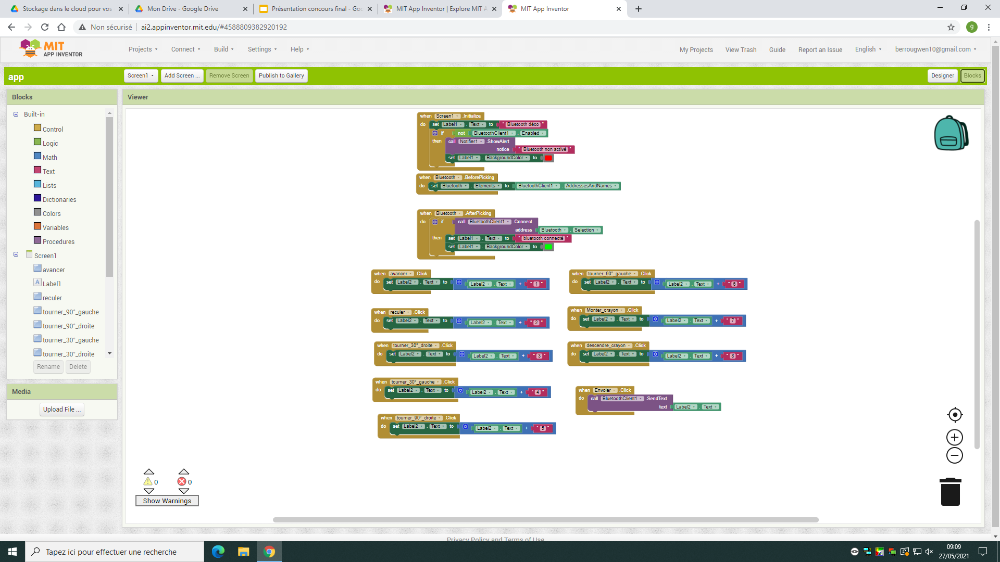 Stockage dans le cloud pour vos
Mon Drive - Google Drive
Présentation concours final - Goo
MIT App Inventor | Explore MIT A
MIT App Inventor
Non sécurisé | ai2.appinventor.mit.edu/#4588809382920192
g
MIT
APP INVENTOR
Projects
Connect
Build
Settings
Help
My Projects
View Trash
Guide
Report an Issue
English
berrougwen10@gmail.com
app
Screen1
Add Screen ...
Remove Screen
Publish to Gallery
Designer
Blocks
Blocks
Built-in
Control
Logic
Math
Text
Lists
Dictionaries
Colors
Variables
Procedures
Screen1
avancer
A Label1
reculer
tourner_90°_gauche
tourner_90°_droite
tourner_30°_gauche
tourner_30°_droite
Rename
Delete
Media
Upload File ...
Viewer
when Screen1 .Initialize
do set Label1 . Text to " Bluetooth déco "
if not BluetoothClient1 . Enabled
then call Notifier1 .ShowAlert
notice " Bluetooth non activé "
set Label1 . BackgroundColor to
when Bluetooth .BeforePicking
do set Bluetooth . Elements to BluetoothClient1 . AddressesAndNames
when Bluetooth .AfterPicking
do if call BluetoothClient1 .Connect
address Bluetooth . Selection
then set Label1 . Text to " bluetooth connecté "
set Label1 . BackgroundColor to
when avancer .Click
do set Label2 . Text to Label2 . Text + " 1 "
when reculer .Click
do set Label2 . Text to Label2 . Text + " 2 "
when tourner_30°_droite .Click
do set Label2 . Text to Label2 . Text + " 3 "
when tourner_30°_gauche .Click
do set Label2 . Text to Label2 . Text + " 4 "
when tourner_90°_droite .Click
do set Label2 . Text to Label2 . Text + " 5 "
when tourner_90°_gauche .Click
do set Label2 . Text to Label2 . Text + " 6 "
when Monter_crayon .Click
do set Label2 . Text to Label2 . Text + " 7 "
when descendre_crayon .Click
do set Label2 . Text to Label2 . Text + " 8 "
when Envoier .Click
do call BluetoothClient1 .SendText
text Label2 . Text
0
0
Show Warnings
Privacy Policy and Terms of Use
Tapez ici pour effectuer une recherche
09:09
27/05/2021